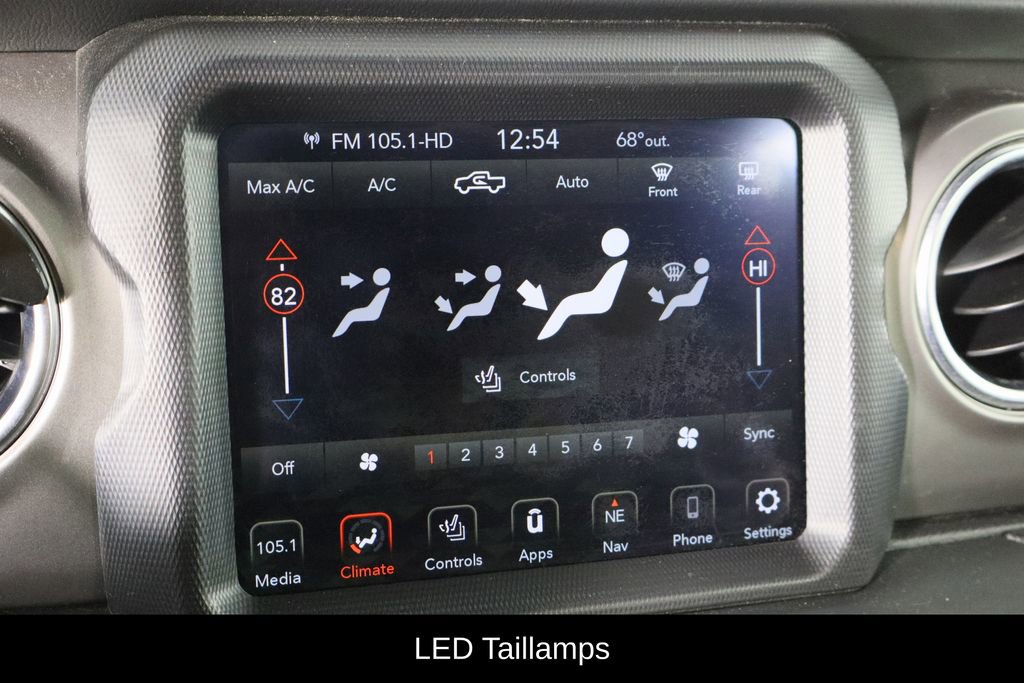 FM 105.1-HD 12:54 68°out.
Max A/C A/C Auto Front Rear
82 HI
Controls
Off 1 2 3 4 5 6 7 Sync
105.1 NE
Media Climate Controls Apps Nav Phone Settings
LED Taillamps